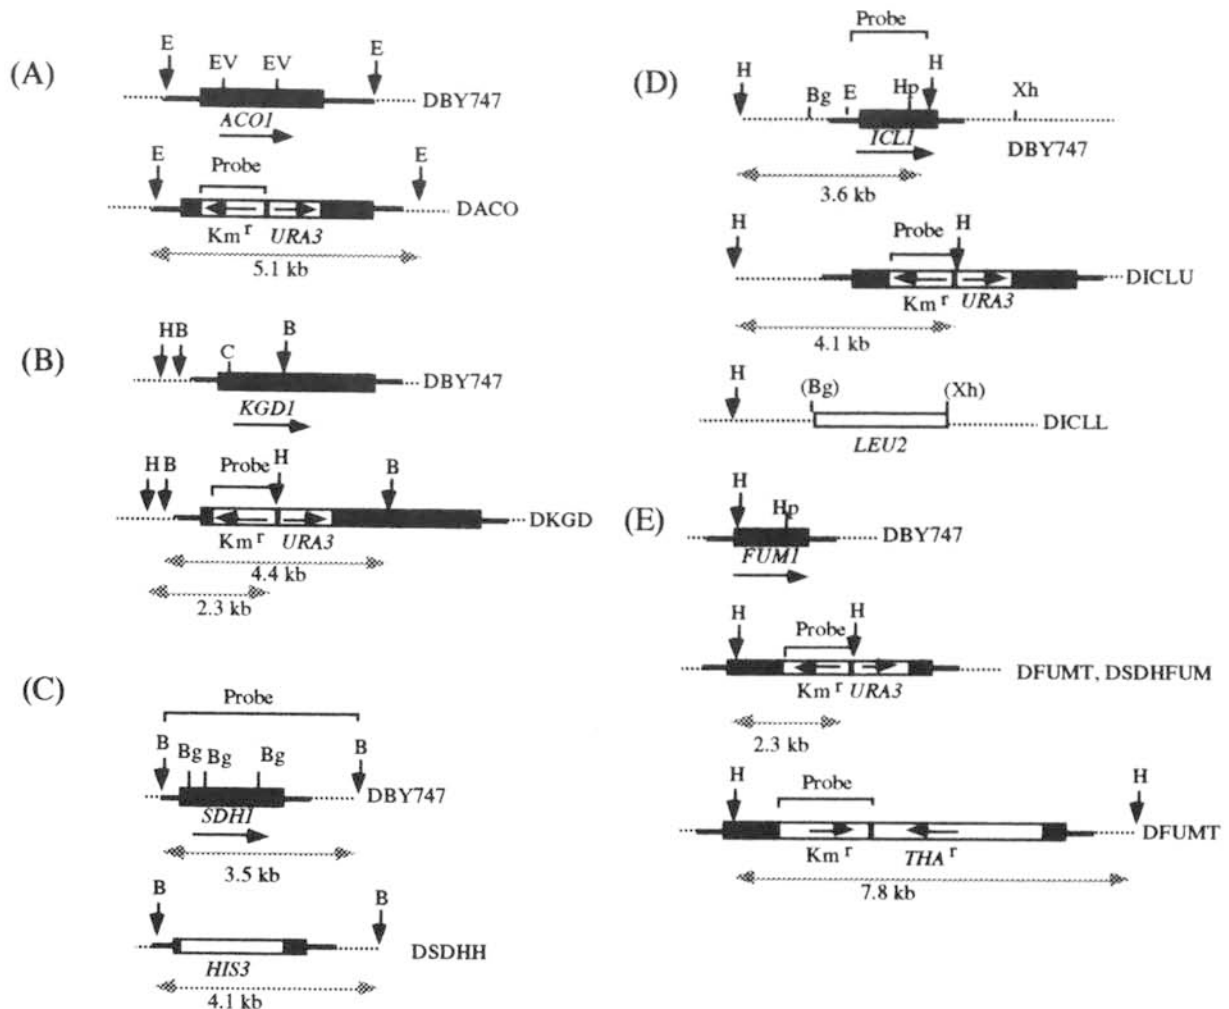 (A)
E
EV
EV
E
DBY747
ACO1
E
Probe
E
DACO
Km r
URA3
5.1 kb
(B)
H B
C
B
DBY747
KGD1
H B
Probe
H
B
DKGD
Km r
URA3
4.4 kb
2.3 kb
(C)
Probe
B
Bg
Bg
Bg
B
DBY747
SDH1
3.5 kb
B
B
DSDHH
HIS3
4.1 kb
(D)
Probe
H
Bg
E
Hp
H
Xh
ICL1
DBY747
3.6 kb
H
Probe
H
DICLU
Km r
URA3
4.1 kb
H
(Bg)
(Xh)
DICLL
LEU2
(E)
H
Hp
DBY747
FUM1
H
Probe
H
DFUMT, DSDHFUM
Km r
URA3
2.3 kb
H
Probe
H
DFUMT
Km r
THA r
7.8 kb